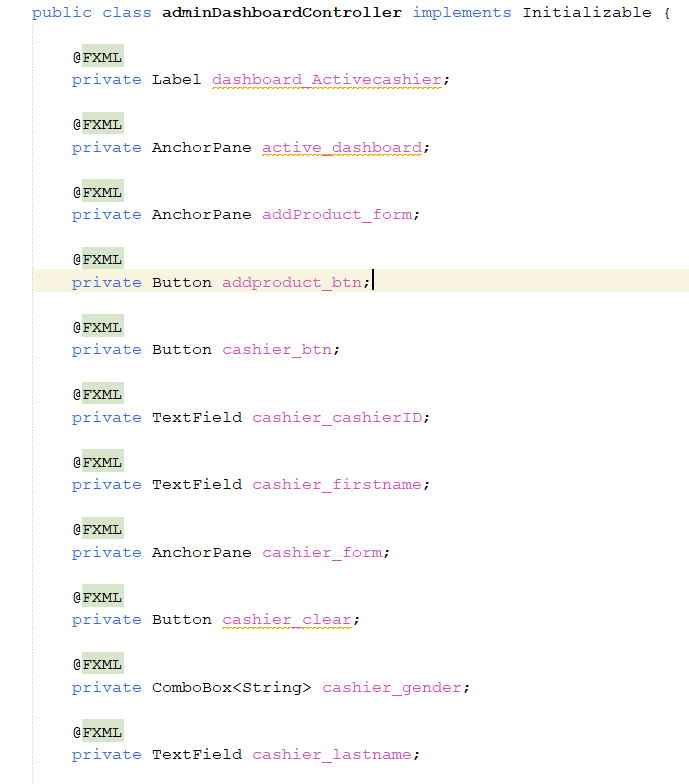 public class adminDashboardController implements Initializable {
@FXML
private Label dashboard_Activecashier;
@FXML
private AnchorPane active_dashboard;
@FXML
private AnchorPane addProduct_form;
@FXML
private Button addproduct_btn;
@FXML
private Button cashier_btn;
@FXML
private TextField cashier_cashierID;
@FXML
private TextField cashier_firstname;
@FXML
private AnchorPane cashier_form;
@FXML
private Button cashier_clear;
@FXML
private ComboBox<String> cashier_gender;
@FXML
private TextField cashier_lastname;